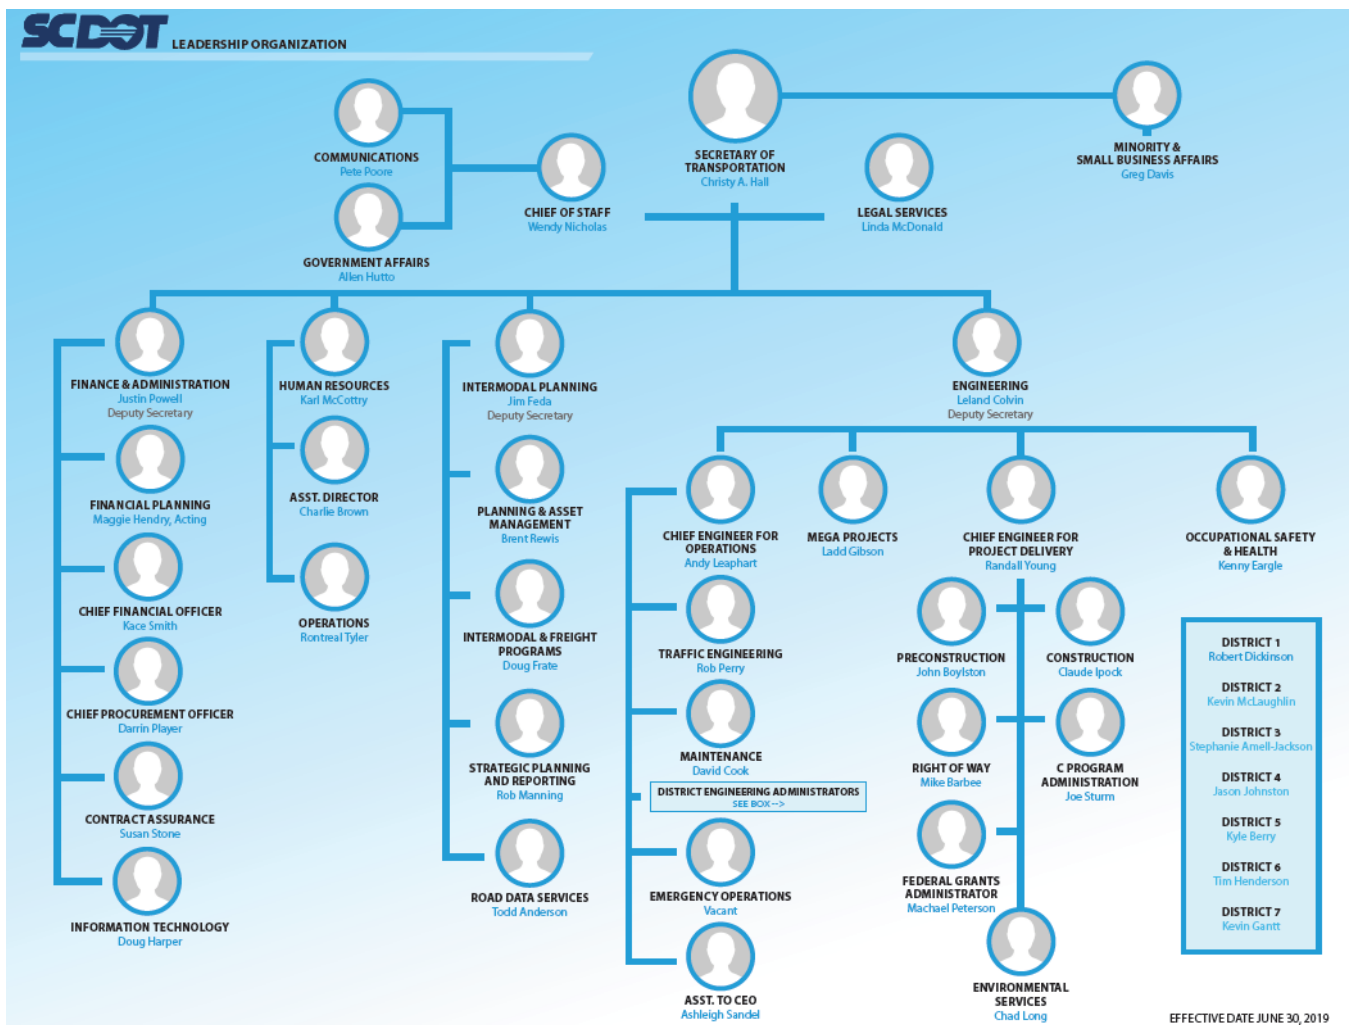 SCDOT LEADERSHIP ORGANIZATION
COMMUNICATIONS
Pete Poore
GOVERNMENT AFFAIRS
Allen Hutto
CHIEF OF STAFF
Wendy Nicholas
SECRETARY OF
TRANSPORTATION
Christy A. Hall
LEGAL SERVICES
Linda McDonald
MINORITY &
SMALL BUSINESS AFFAIRS
Greg Davis
FINANCE & ADMINISTRATION
Justin Powell
Deputy Secretary
FINANCIAL PLANNING
Maggie Hendry, Acting
CHIEF FINANCIAL OFFICER
Kace Smith
CHIEF PROCUREMENT OFFICER
Darrin Player
CONTRACT ASSURANCE
Susan Stone
INFORMATION TECHNOLOGY
Doug Harper
HUMAN RESOURCES
Karl McCottry
ASST. DIRECTOR
Charlie Brown
OPERATIONS
Rontreal Tyler
INTERMODAL PLANNING
Jim Feda
Deputy Secretary
PLANNING & ASSET
MANAGEMENT
Brent Rewis
INTERMODAL & FREIGHT
PROGRAMS
Doug Frate
STRATEGIC PLANNING
AND REPORTING
Rob Manning
ROAD DATA SERVICES
Todd Anderson
ENGINEERING
Leland Colvin
Deputy Secretary
CHIEF ENGINEER FOR
OPERATIONS
Andy Leaphart
TRAFFIC ENGINEERING
Rob Perry
MAINTENANCE
David Cook
DISTRICT ENGINEERING ADMINISTRATORS
SEE BOX-->
EMERGENCY OPERATIONS
Vacant
ASST. TO CEO
Ashleigh Sandel
MEGA PROJECTS
Ladd Gibson
CHIEF ENGINEER FOR
PROJECT DELIVERY
Randall Young
PRECONSTRUCTION
John Boylston
CONSTRUCTION
Claude Ipock
RIGHT OF WAY
Mike Barbee
C PROGRAM
ADMINISTRATION
Joe Sturm
FEDERAL GRANTS
ADMINISTRATOR
Machael Peterson
ENVIRONMENTAL
SERVICES
Chad Long
OCCUPATIONAL SAFETY
& HEALTH
Kenny Eargle
DISTRICT 1
Robert Dickinson
DISTRICT 2
Kevin McLaughlin
DISTRICT 3
Stephanie Amell-Jackson
DISTRICT 4
Jason Johnston
DISTRICT 5
Kyle Berry
DISTRICT 6
Tim Henderson
DISTRICT 7
Kevin Gantt
EFFECTIVE DATE JUNE 30, 2019